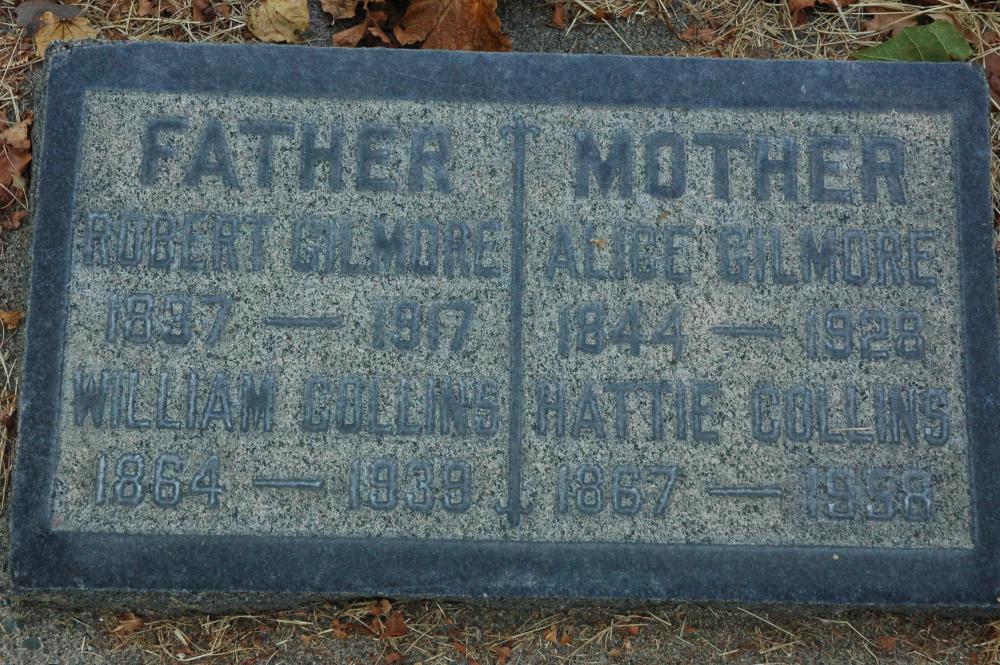 FATHER
ROBERT GILMORE
1837 — 1917
WILLIAM COLLINS
1864 — 1939
MOTHER
ALICE GILMORE
1844 — 1928
HATTIE COLLINS
1867 — 1958